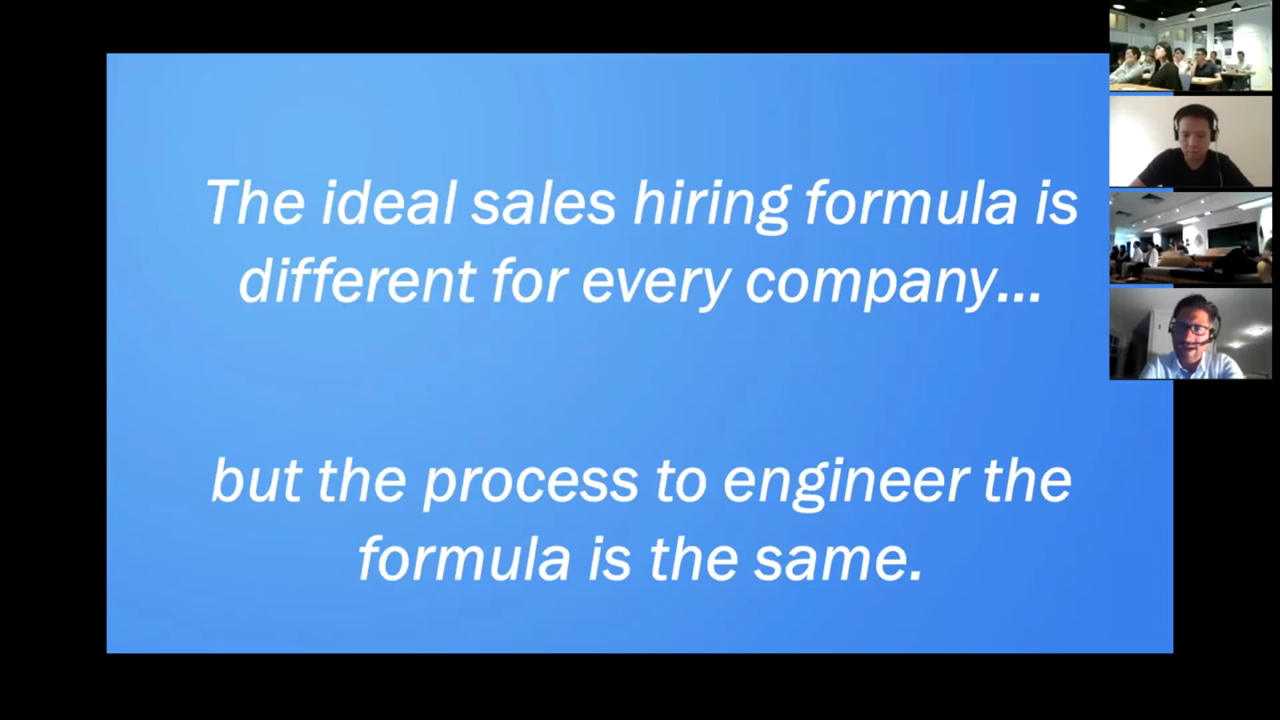 The ideal sales hiring formula is
different for every company...
but the process to engineer the
formula is the same.